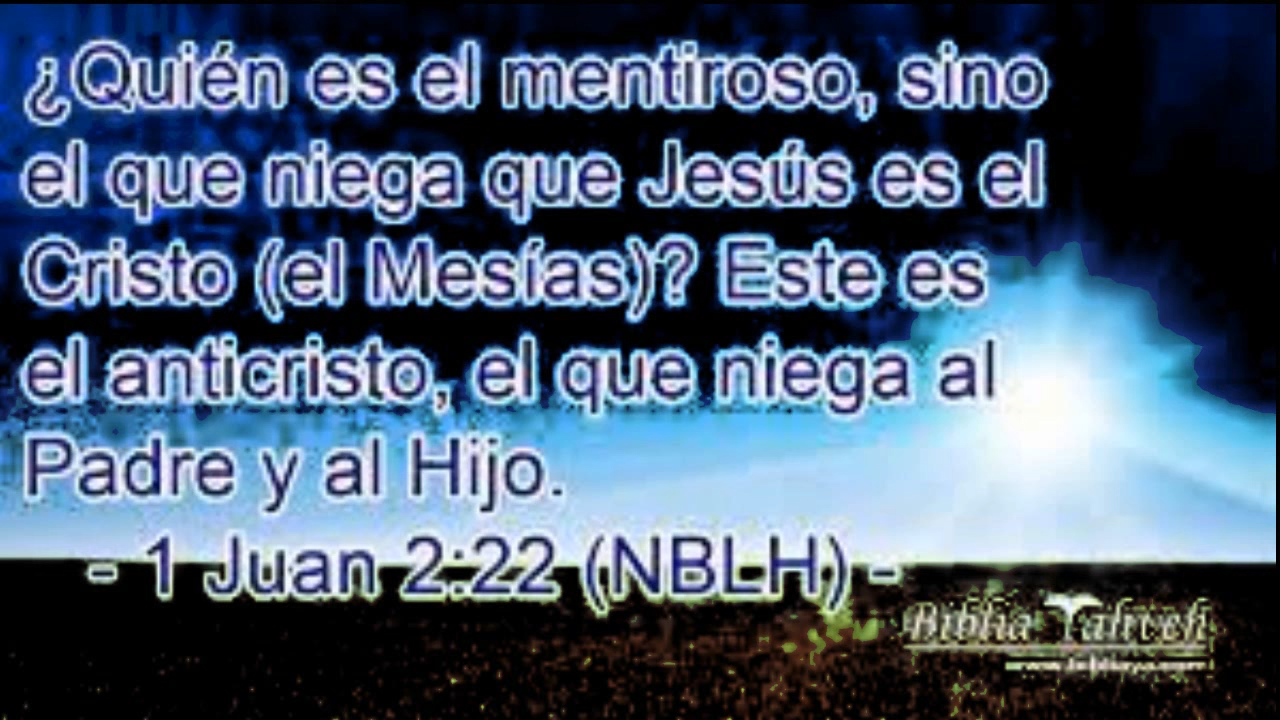 ¿Quién es el mentiroso, sino
el que niega que Jesús es el
Cristo (el Mesías)? Este es
el anticristo, el que niega al
Padre y al Hijo.
- 1 Juan 2:22 (NBLH) -
Biblia Yahveh